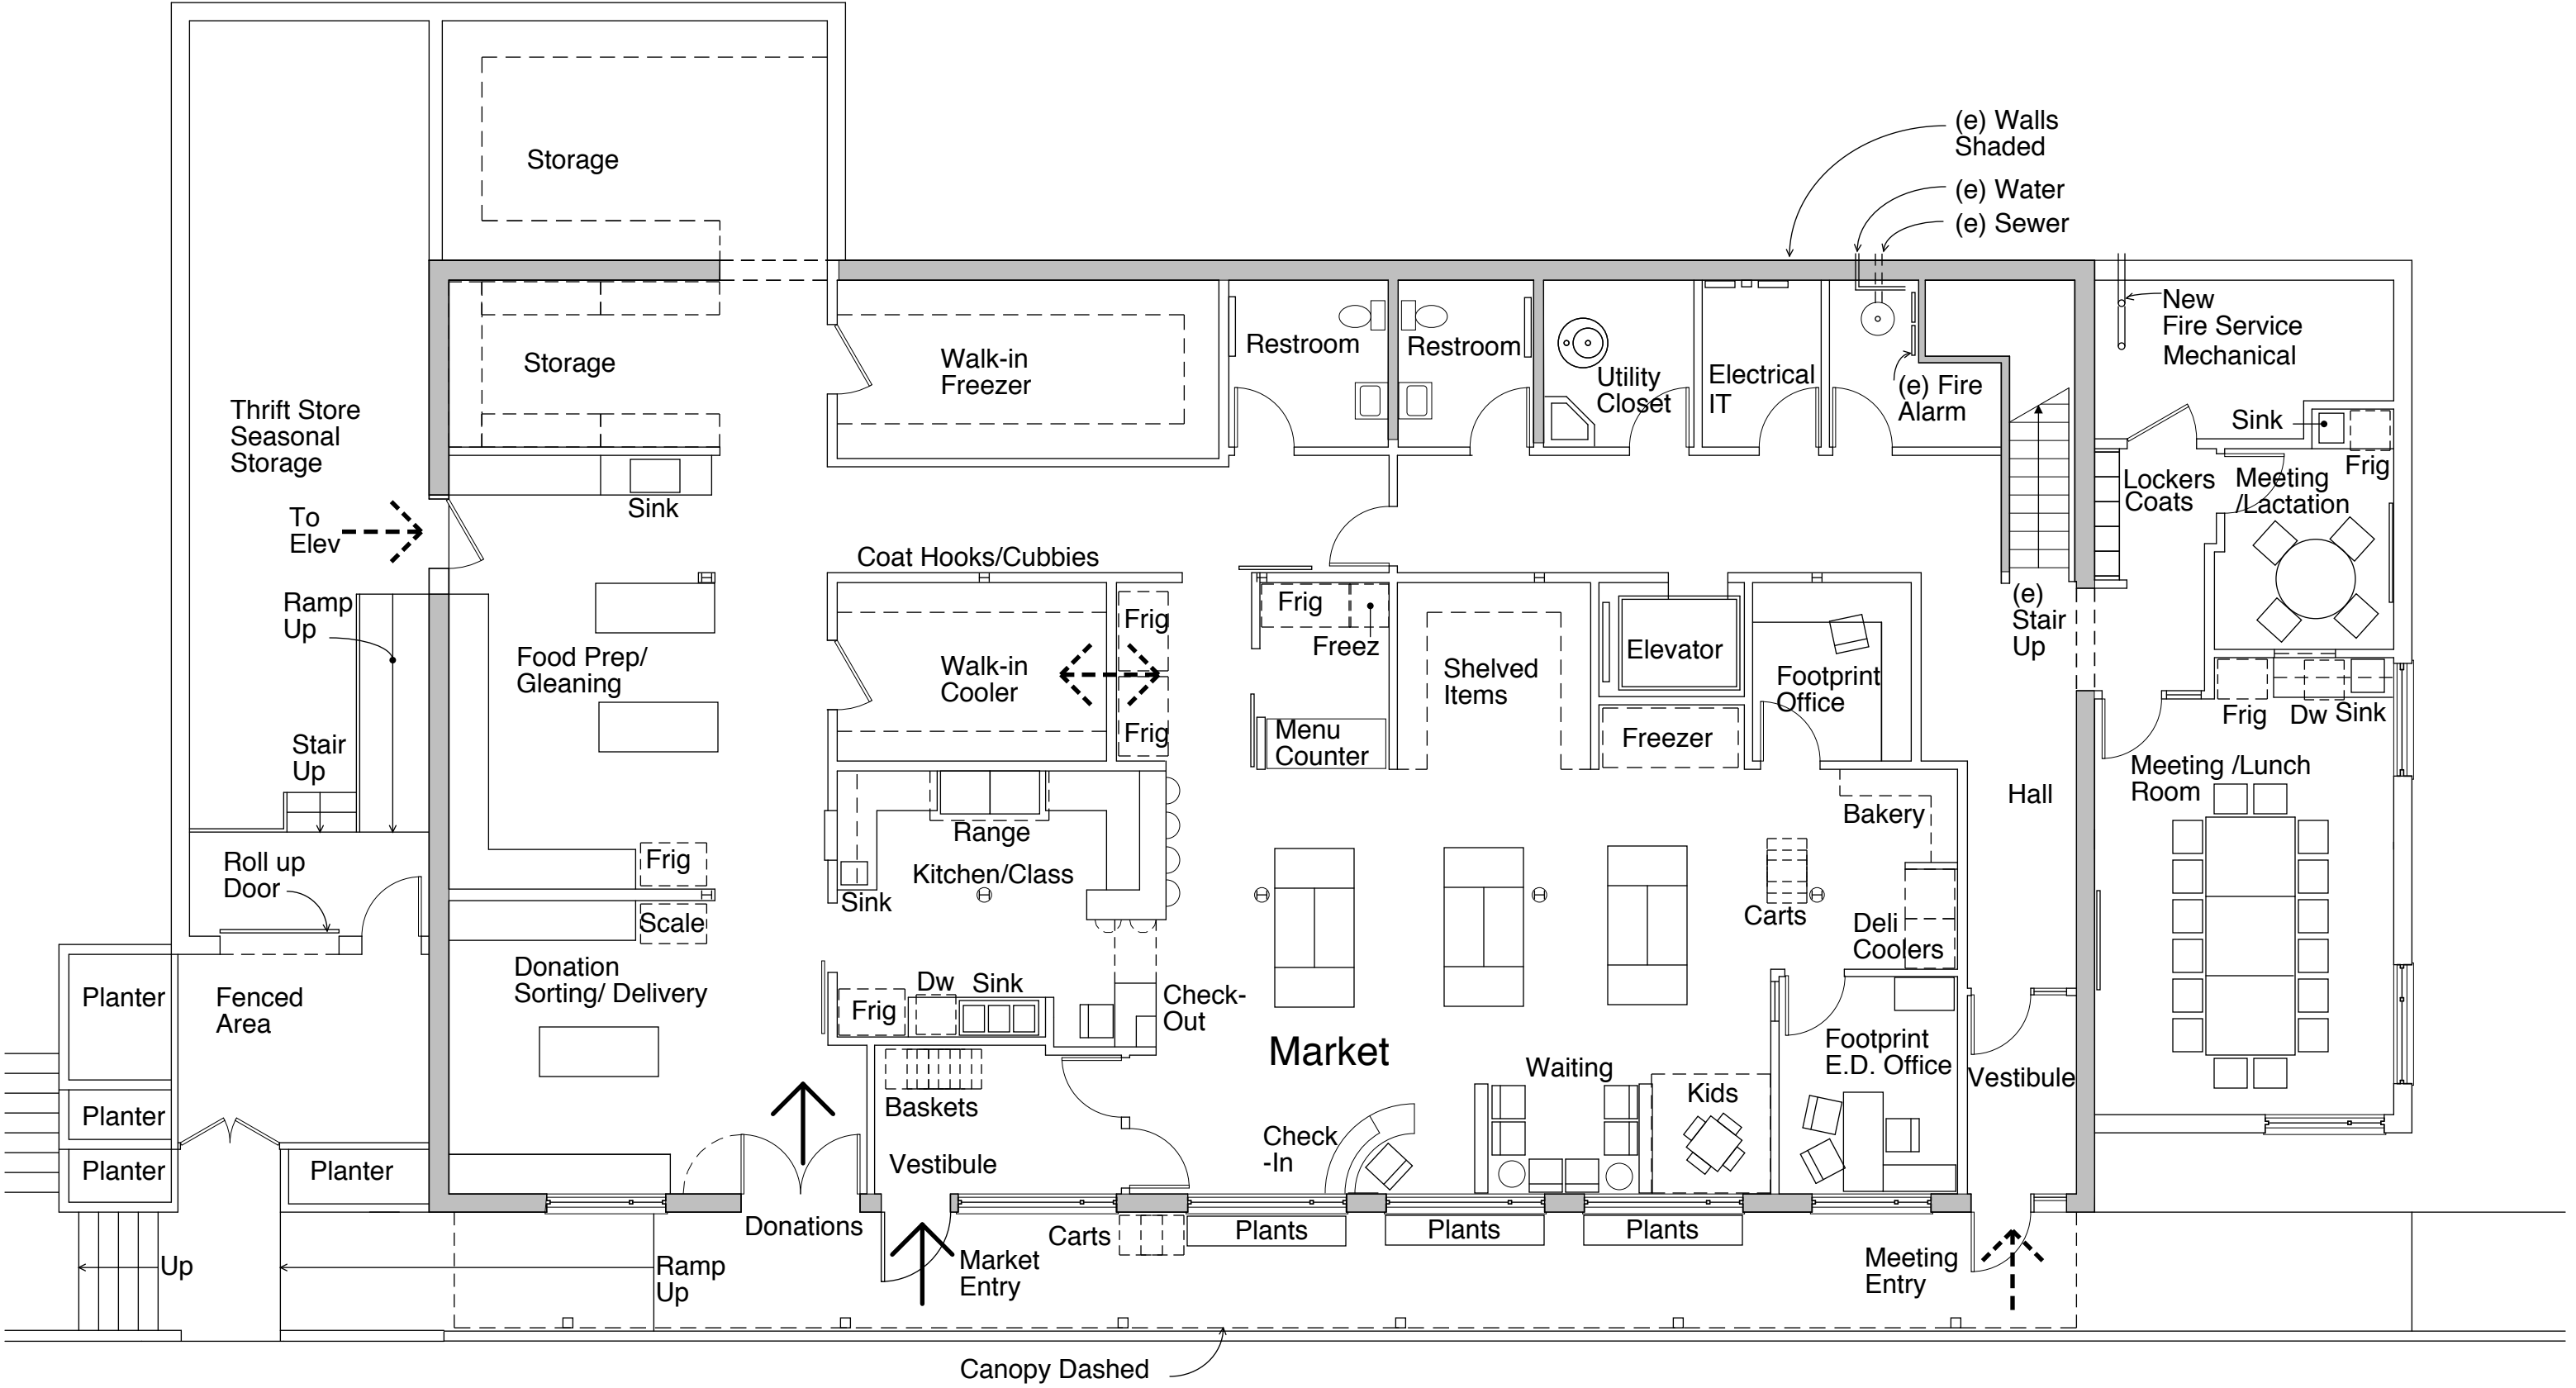 Storage
(e) Walls
Shaded
(e) Water
(e) Sewer
New
Fire Service
Mechanical
Storage
Walk-in
Freezer
Restroom
Restroom
Utility
Closet
Electrical
IT
(e) Fire
Alarm
Thrift Store
Seasonal
Storage
Sink
Frig
Lockers
Coats
Meeting
/Lactation
Sink
To
Elev
Coat Hooks/Cubbies
Ramp
Up
Food Prep/
Gleaning
Walk-in
Cooler
Frig
Frig
Frig
Freez
Menu
Counter
Shelved
Items
Elevator
Freezer
Footprint
Office
(e)
Stair
Up
Frig
Dw
Sink
Stair
Up
Meeting /Lunch
Room
Hall
Range
Kitchen/Class
Bakery
Roll up
Door
Frig
Scale
Sink
Carts
Deli
Coolers
Donation
Sorting/ Delivery
Planter
Fenced
Area
Frig
Dw
Sink
Check-
Out
Market
Footprint
E.D. Office
Vestibule
Waiting
Kids
Baskets
Planter
Check
-In
Vestibule
Planter
Planter
Donations
Carts
Plants
Plants
Plants
Up
Ramp
Up
Market
Entry
Meeting
Entry
Canopy Dashed